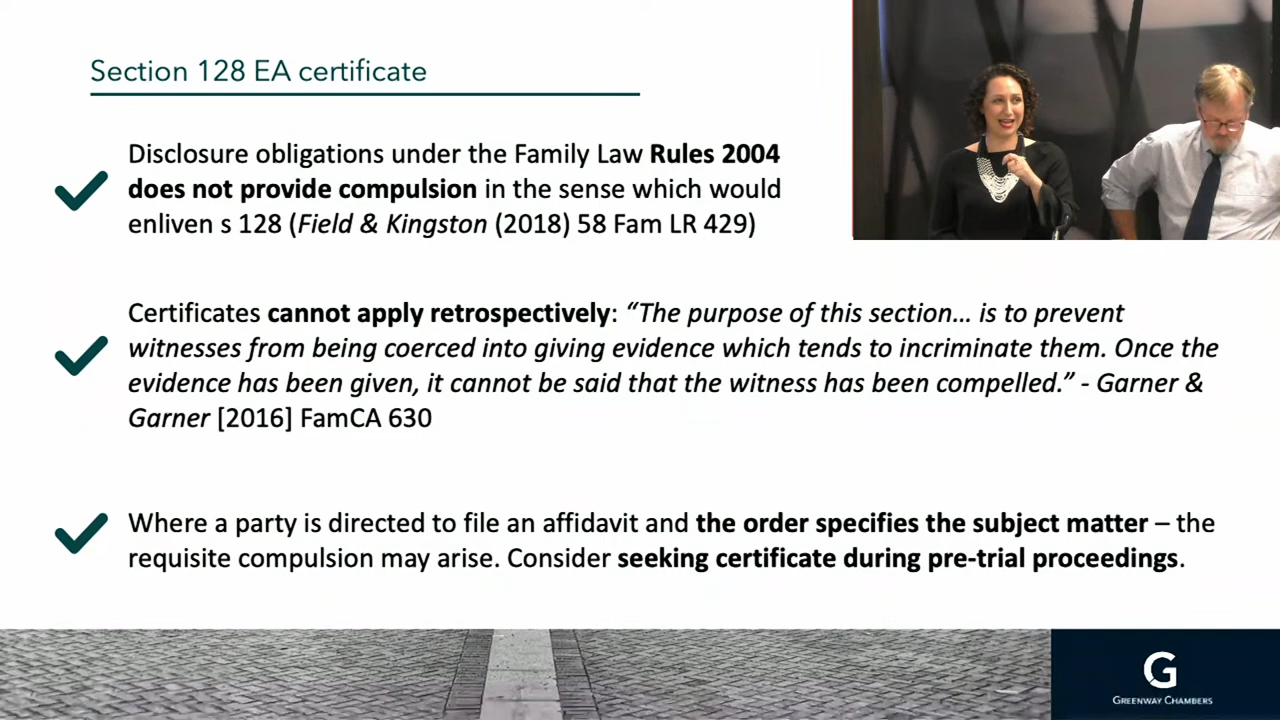 Section 128 EA certificate
Disclosure obligations under the Family Law Rules 2004
does not provide compulsion in the sense which would
enliven s 128 (Field & Kingston (2018) 58 Fam LR 429)
Certificates cannot apply retrospectively: “The purpose of this section... is to prevent
witnesses from being coerced into giving evidence which tends to incriminate them. Once the
evidence has been given, it cannot be said that the witness has been compelled.” - Garner &
Garner [2016] FamCA 630
Where a party is directed to file an affidavit and the order specifies the subject matter – the
requisite compulsion may arise. Consider seeking certificate during pre-trial proceedings.
G
GREENWAY CHAMBERS